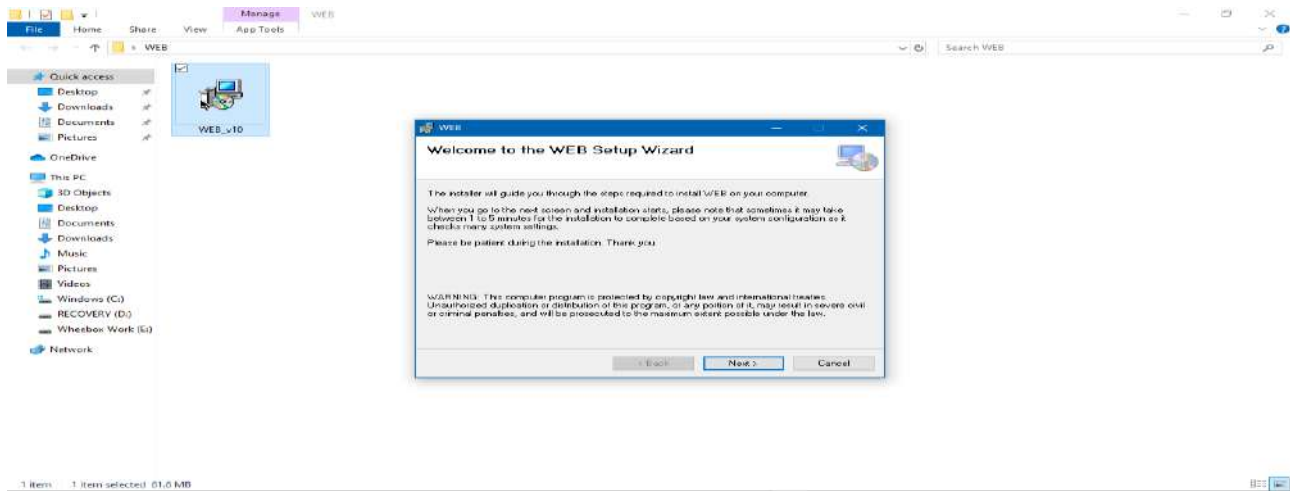 Manage WEB
File Home Share View App Tools
WEB
Search WEB
Quick access
Desktop
Downloads
Documents
Pictures
OneDrive
This PC
3D Objects
Desktop
Documents
Downloads
Music
Pictures
Videos
Windows (C:)
RECOVERY (D:)
Wheebox Work (E:)
Network
WEB_v10
WEB
Welcome to the WEB Setup Wizard
The installer will guide you through the steps required to install WEB on your computer.
When you go to the next screen and installation starts, please note that sometimes it may take
between 1 to 5 minutes for the installation to complete based on your system configuration as it
checks many system settings.
Please be patient during the installation. Thank you
WARNING: This computer program is protected by copyright law and international treaties.
Unauthorized duplication or distribution of this program, or any portion of it, may result in severe civil
or criminal penalties, and will be prosecuted to the maximum extent possible under the law.
< Back Next > Cancel
1 item 1 item selected 61.6 MB